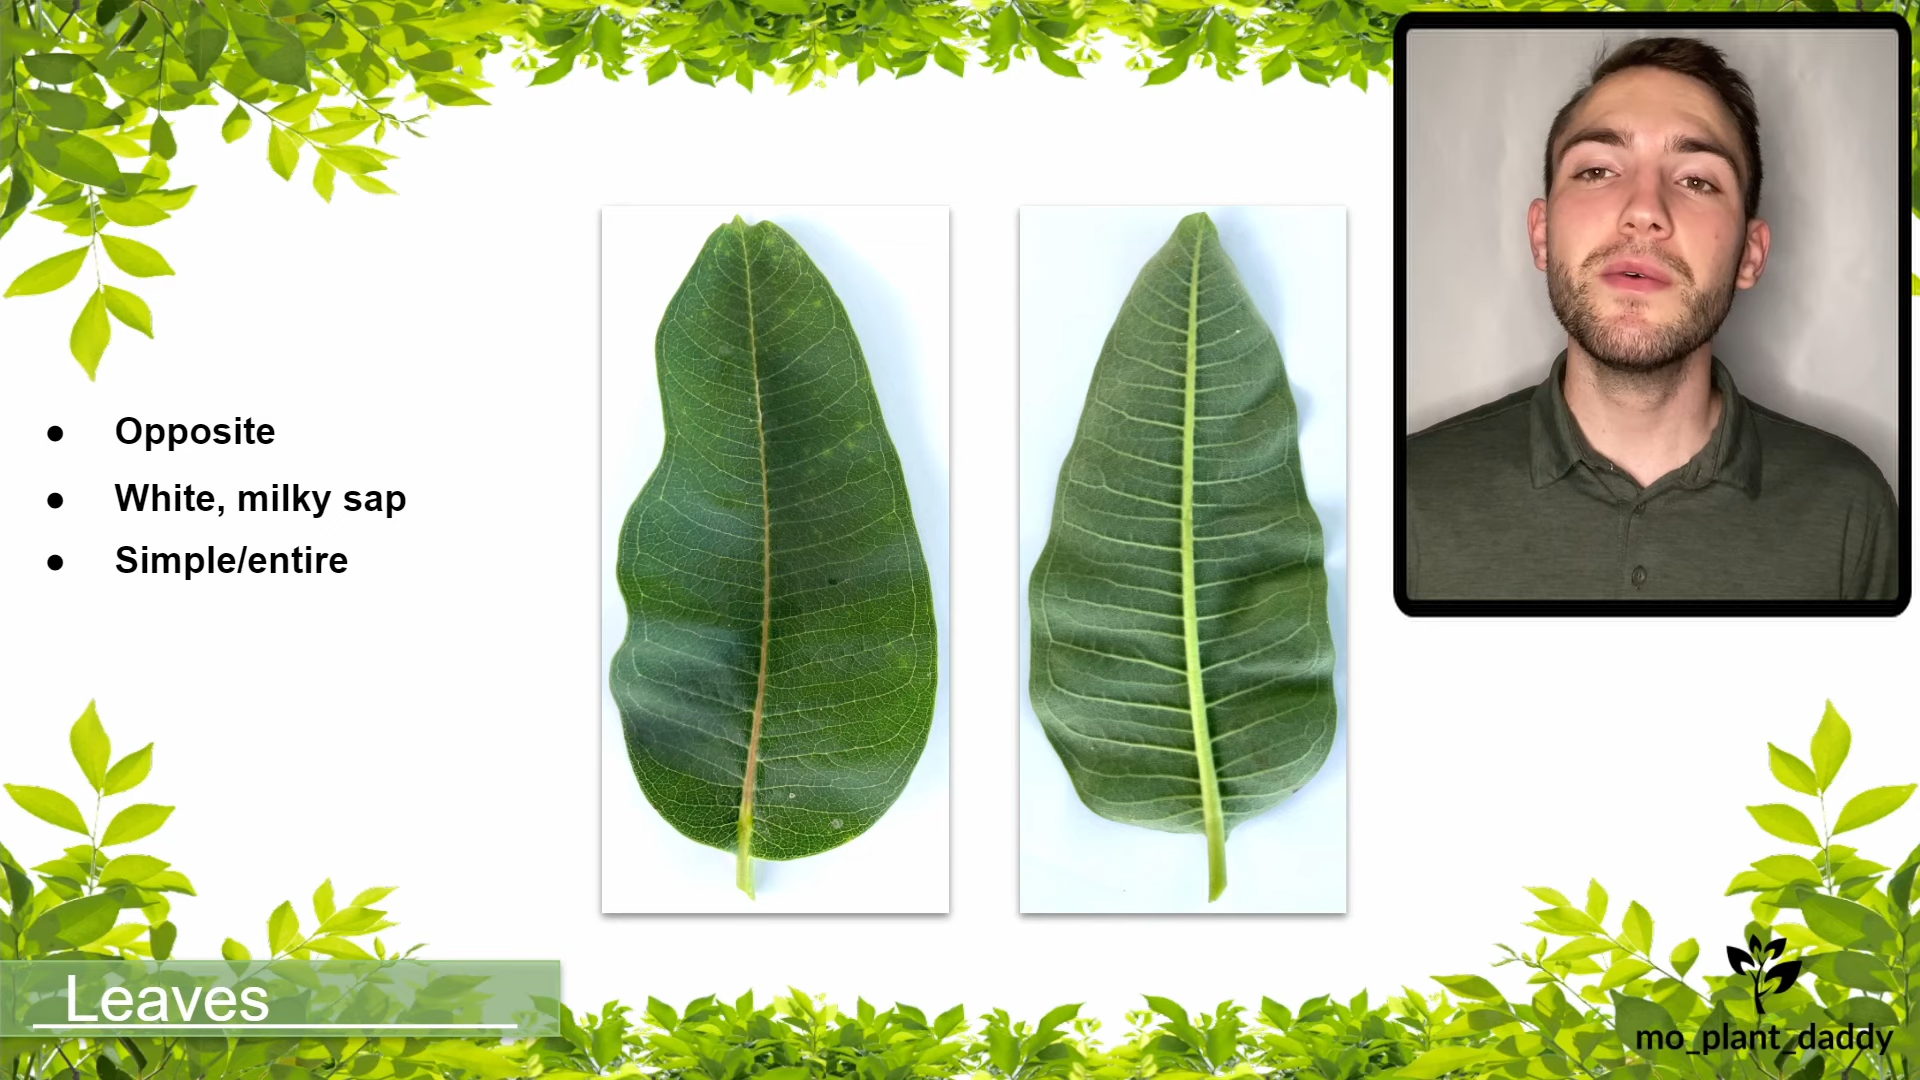 Opposite
White, milky sap
Simple/entire
Leaves
mo_plant_daddy